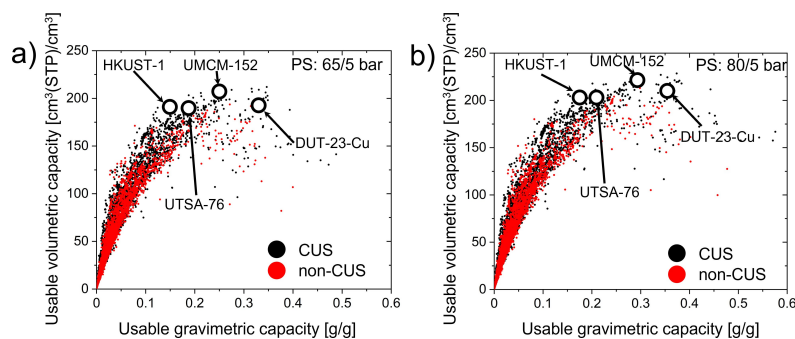 a)
Usable volumetric capacity [cm³(STP)/cm³]
250
200
150
100
50
0
HKUST-1
UMCM-152
PS: 65/5 bar
DUT-23-Cu
UTSA-76
CUS
non-CUS
0.0 0.1 0.2 0.3 0.4 0.5 0.6
Usable gravimetric capacity [g/g]
b)
Usable volumetric capacity [cm³(STP)/cm³]
250
200
150
100
50
0
HKUST-1
UMCM-152
PS: 80/5 bar
DUT-23-Cu
UTSA-76
CUS
non-CUS
0.0 0.1 0.2 0.3 0.4 0.5 0.6
Usable gravimetric capacity [g/g]